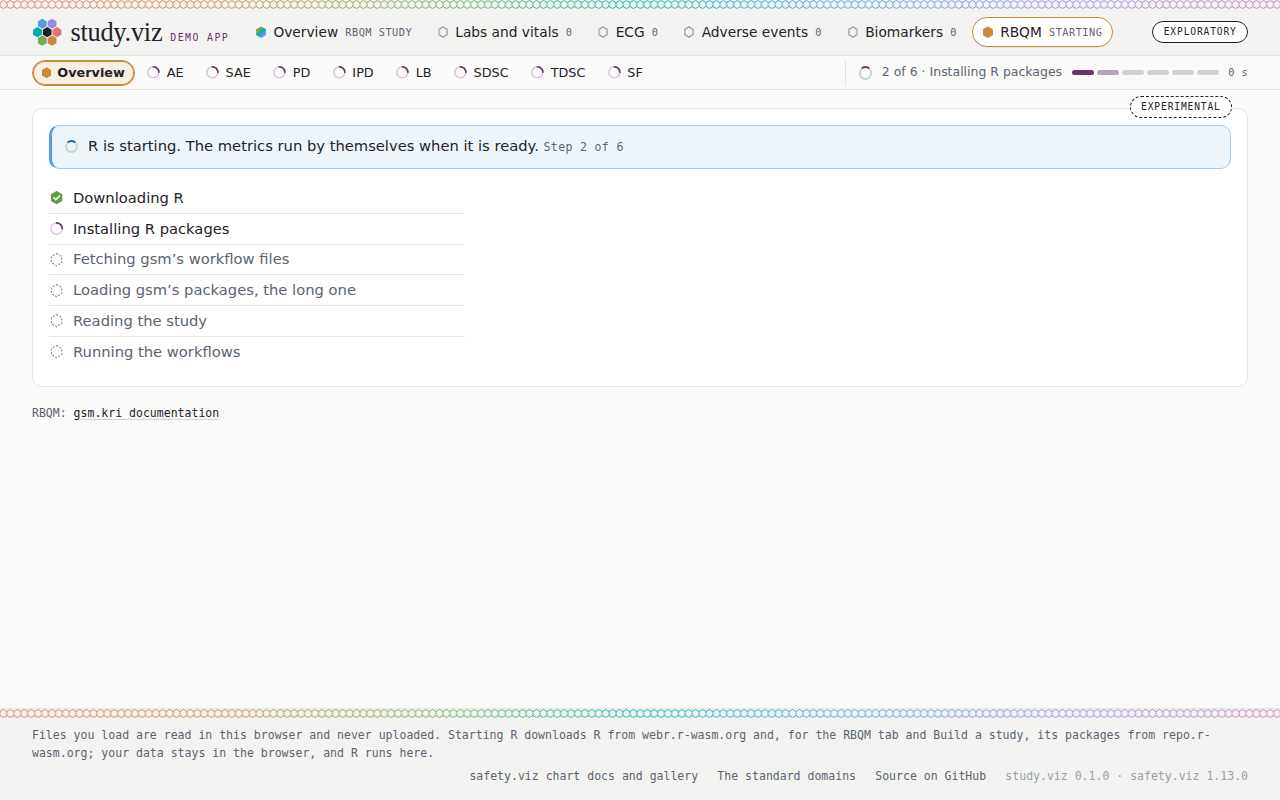 study.viz DEMO APP Overview RBQM STUDY Labs and vitals 0 ECG 0 Adverse events 0 Biomarkers 0 RBQM STARTING EXPLORATORY
Overview AE SAE PD IPD LB SDSC TDSC SF 2 of 6 · Installing R packages 0 s
EXPERIMENTAL
R is starting. The metrics run by themselves when it is ready. Step 2 of 6
Downloading R
Installing R packages
Fetching gsm’s workflow files
Loading gsm’s packages, the long one
Reading the study
Running the workflows
RBQM: gsm.kri documentation
Files you load are read in this browser and never uploaded. Starting R downloads R from webr.r-wasm.org and, for the RBQM tab and Build a study, its packages from repo.r-
wasm.org; your data stays in the browser, and R runs here.
safety.viz chart docs and gallery The standard domains Source on GitHub study.viz 0.1.0 · safety.viz 1.13.0